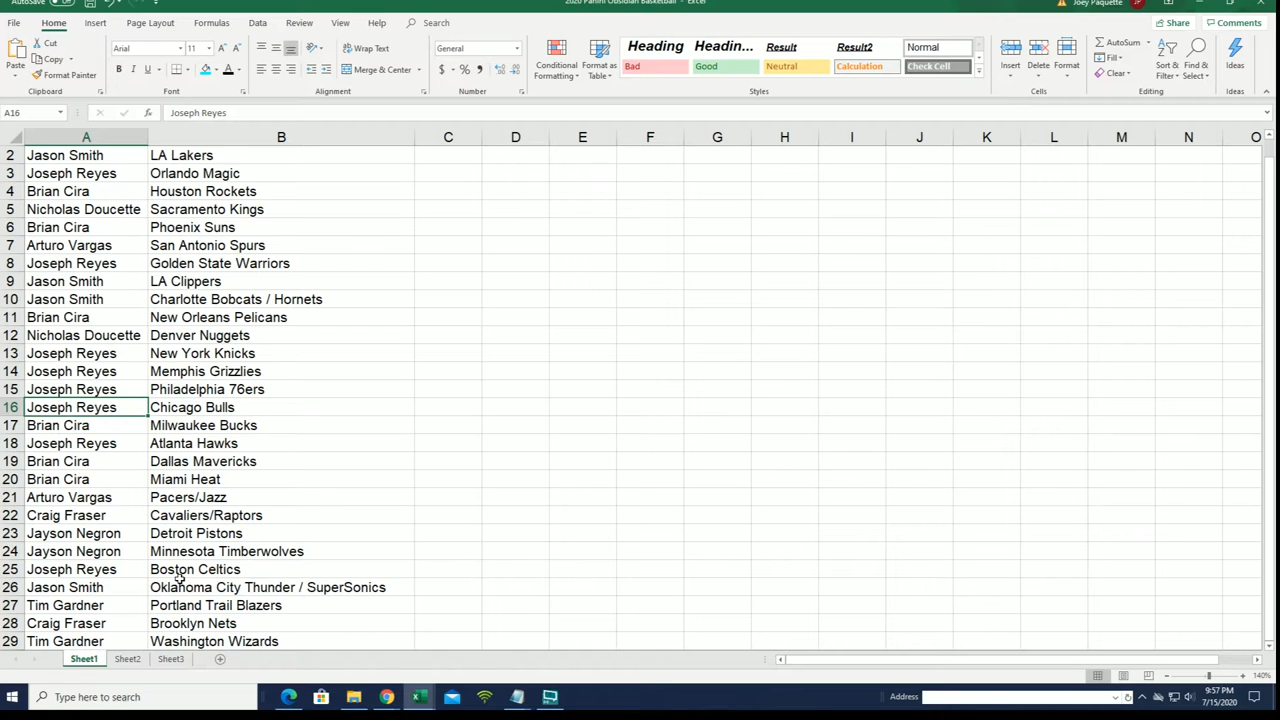 AutoSave Off
2020 Panini Obsidian Basketball - Excel
Joey Paquette JP
File Home Insert Page Layout Formulas Data Review View Help Search Share Comments
Paste Cut Copy Format Painter Clipboard
Arial 11 B I U A A Font
Wrap Text Merge & Center Alignment
General $ % , Number
Conditional Formatting Format as Table
Heading Headin... Result Result2 Normal
Bad Good Neutral Calculation Check Cell
Styles
Insert Delete Format Cells
AutoSum Fill Clear Sort & Filter Find & Select Editing
Ideas Ideas
A16 fx Joseph Reyes
A B C D E F G H I J K L M N O
2 Jason Smith LA Lakers
3 Joseph Reyes Orlando Magic
4 Brian Cira Houston Rockets
5 Nicholas Doucette Sacramento Kings
6 Brian Cira Phoenix Suns
7 Arturo Vargas San Antonio Spurs
8 Joseph Reyes Golden State Warriors
9 Jason Smith LA Clippers
10 Jason Smith Charlotte Bobcats / Hornets
11 Brian Cira New Orleans Pelicans
12 Nicholas Doucette Denver Nuggets
13 Joseph Reyes New York Knicks
14 Joseph Reyes Memphis Grizzlies
15 Joseph Reyes Philadelphia 76ers
16 Joseph Reyes Chicago Bulls
17 Brian Cira Milwaukee Bucks
18 Joseph Reyes Atlanta Hawks
19 Brian Cira Dallas Mavericks
20 Brian Cira Miami Heat
21 Arturo Vargas Pacers/Jazz
22 Craig Fraser Cavaliers/Raptors
23 Jayson Negron Detroit Pistons
24 Jayson Negron Minnesota Timberwolves
25 Joseph Reyes Boston Celtics
26 Jason Smith Oklahoma City Thunder / SuperSonics
27 Tim Gardner Portland Trail Blazers
28 Craig Fraser Brooklyn Nets
29 Tim Gardner Washington Wizards
Sheet1 Sheet2 Sheet3
140%
Type here to search
Address
9:57 PM
7/15/2020